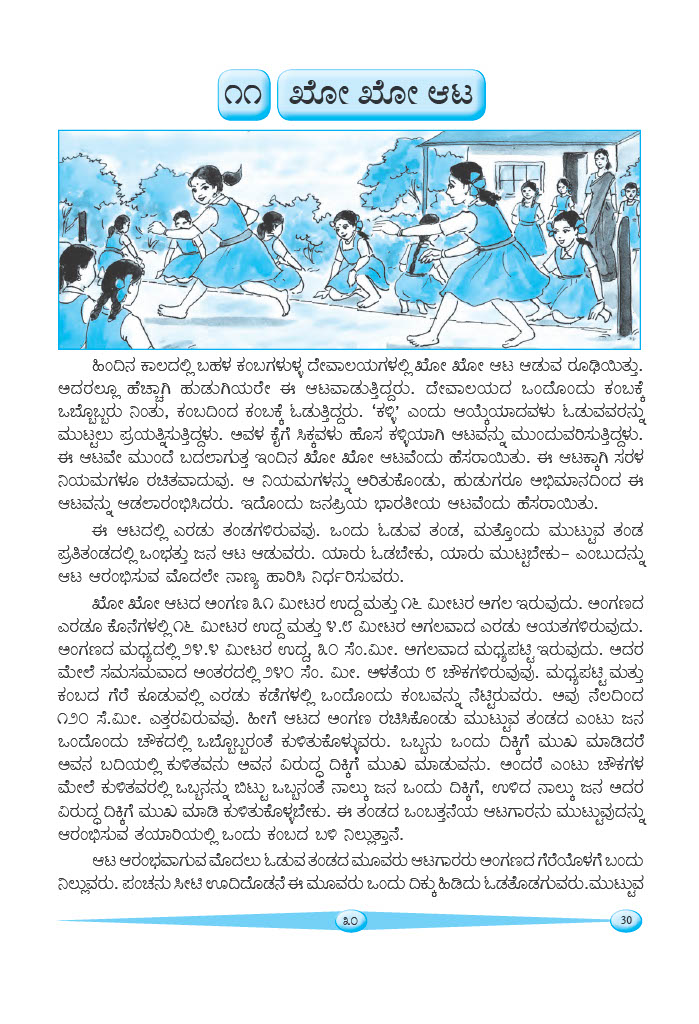 ೧೧ ಖೋ ಖೋ ಆಟ
ಹಿಂದಿನ ಕಾಲದಲ್ಲಿ ಬಹಳ ಕಂಬಗಳುಳ್ಳ ದೇವಾಲಯಗಳಲ್ಲಿ ಖೋ ಖೋ ಆಟ ಆಡುವ ರೂಢಿಯಿತ್ತು.
ಅದರಲ್ಲೂ ಹೆಚ್ಚಾಗಿ ಹುಡುಗಿಯರೇ ಈ ಆಟವಾಡುತ್ತಿದ್ದರು. ದೇವಾಲಯದ ಒಂದೊಂದು ಕಂಬಕ್ಕೆ
ಒಬ್ಬೊಬ್ಬರು ನಿಂತು, ಕಂಬದಿಂದ ಕಂಬಕ್ಕೆ ಓಡುತ್ತಿದ್ದರು. ‘ಕಳ್ಳಿ’ ಎಂದು ಆಯ್ಕೆಯಾದವಳು ಓಡುವವರನ್ನು
ಮುಟ್ಟಲು ಪ್ರಯತ್ನಿಸುತ್ತಿದ್ದಳು. ಅವಳ ಕೈಗೆ ಸಿಕ್ಕವಳು ಹೊಸ ಕಳ್ಳಿಯಾಗಿ ಆಟವನ್ನು ಮುಂದುವರಿಸುತ್ತಿದ್ದಳು.
ಈ ಆಟವೇ ಮುಂದೆ ಬದಲಾಗುತ್ತ ಇಂದಿನ ಖೋ ಖೋ ಆಟವೆಂದು ಹೆಸರಾಯಿತು. ಈ ಆಟಕ್ಕಾಗಿ ಸರಳ
ನಿಯಮಗಳೂ ರಚಿತವಾದುವು. ಆ ನಿಯಮಗಳನ್ನು ಅರಿತುಕೊಂಡು, ಹುಡುಗರೂ ಅಭಿಮಾನದಿಂದ ಈ
ಆಟವನ್ನು ಆಡಲಾರಂಭಿಸಿದರು. ಇದೊಂದು ಜನಪ್ರಿಯ ಭಾರತೀಯ ಆಟವೆಂದು ಹೆಸರಾಯಿತು.
ಈ ಆಟದಲ್ಲಿ ಎರಡು ತಂಡಗಳಿರುವವು. ಒಂದು ಓಡುವ ತಂಡ, ಮತ್ತೊಂದು ಮುಟ್ಟುವ ತಂಡ
ಪ್ರತಿತಂಡದಲ್ಲಿ ಒಂಭತ್ತು ಜನ ಆಟ ಆಡುವರು. ಯಾರು ಓಡಬೇಕು, ಯಾರು ಮುಟ್ಟಬೇಕು– ಎಂಬುದನ್ನು
ಆಟ ಆರಂಭಿಸುವ ಮೊದಲೇ ನಾಣ್ಯ ಹಾರಿಸಿ ನಿರ್ಧರಿಸುವರು.
ಖೋ ಖೋ ಆಟದ ಅಂಗಣ ೩೧ ಮೀಟರ ಉದ್ದ ಮತ್ತು ೧೬ ಮೀಟರ ಅಗಲ ಇರುವುದು. ಅಂಗಣದ
ಎರಡೂ ಕೊನೆಗಳಲ್ಲಿ ೧೬ ಮೀಟರ ಉದ್ದ ಮತ್ತು ೪.೮ ಮೀಟರ ಅಗಲವಾದ ಎರಡು ಆಯತಗಳಿರುವುದು.
ಅಂಗಣದ ಮಧ್ಯದಲ್ಲಿ ೨೪.೪ ಮೀಟರ ಉದ್ದ, ೩೦ ಸೆಂ.ಮೀ. ಅಗಲವಾದ ಮಧ್ಯಪಟ್ಟಿ ಇರುವುದು. ಅದರ
ಮೇಲೆ ಸಮಸಮವಾದ ಅಂತರದಲ್ಲಿ ೨೪೦ ಸೆಂ. ಮೀ. ಅಳತೆಯ ೮ ಚೌಕಗಳಿರುವುವು. ಮಧ್ಯಪಟ್ಟಿ ಮತ್ತು
ಕಂಬದ ಗೆರೆ ಕೂಡುವಲ್ಲಿ ಎರಡು ಕಡೆಗಳಲ್ಲಿ ಒಂದೊಂದು ಕಂಬವನ್ನು ನೆಟ್ಟಿರುವರು. ಅವು ನೆಲದಿಂದ
೧೨೦ ಸೆ.ಮೀ. ಎತ್ತರವಿರುವವು. ಹೀಗೆ ಆಟದ ಅಂಗಣ ರಚಿಸಿಕೊಂಡು ಮುಟ್ಟುವ ತಂಡದ ಎಂಟು ಜನ
ಒಂದೊಂದು ಚೌಕದಲ್ಲಿ ಒಬ್ಬೊಬ್ಬರಂತೆ ಕುಳಿತುಕೊಳ್ಳುವರು. ಒಬ್ಬನು ಒಂದು ದಿಕ್ಕಿಗೆ ಮುಖ ಮಾಡಿದರೆ
ಅವನ ಬದಿಯಲ್ಲಿ ಕುಳಿತವನು ಅವನ ವಿರುದ್ಧ ದಿಕ್ಕಿಗೆ ಮುಖ ಮಾಡುವನು. ಅಂದರೆ ಎಂಟು ಚೌಕಗಳ
ಮೇಲೆ ಕುಳಿತವರಲ್ಲಿ ಒಬ್ಬನನ್ನು ಬಿಟ್ಟು ಒಬ್ಬನಂತೆ ನಾಲ್ಕು ಜನ ಒಂದು ದಿಕ್ಕಿಗೆ, ಉಳಿದ ನಾಲ್ಕು ಜನ ಅದರ
ವಿರುದ್ಧ ದಿಕ್ಕಿಗೆ ಮುಖ ಮಾಡಿ ಕುಳಿತುಕೊಳ್ಳಬೇಕು. ಈ ತಂಡದ ಒಂಬತ್ತನೆಯ ಆಟಗಾರನು ಮುಟ್ಟುವುದನ್ನು
ಆರಂಭಿಸುವ ತಯಾರಿಯಲ್ಲಿ ಒಂದು ಕಂಬದ ಬಳಿ ನಿಲ್ಲುತ್ತಾನೆ.
ಆಟ ಆರಂಭವಾಗುವ ಮೊದಲು ಓಡುವ ತಂಡದ ಮೂವರು ಆಟಗಾರರು ಅಂಗಣದ ಗೆರೆಯೊಳಗೆ ಬಂದು
ನಿಲ್ಲುವರು. ಪಂಚನು ಸೀಟಿ ಊದಿದೊಡನೆ ಈ ಮೂವರು ಒಂದು ದಿಕ್ಕು ಹಿಡಿದು ಓಡತೊಡಗುವರು.ಮುಟ್ಟುವ
೩೦ 30